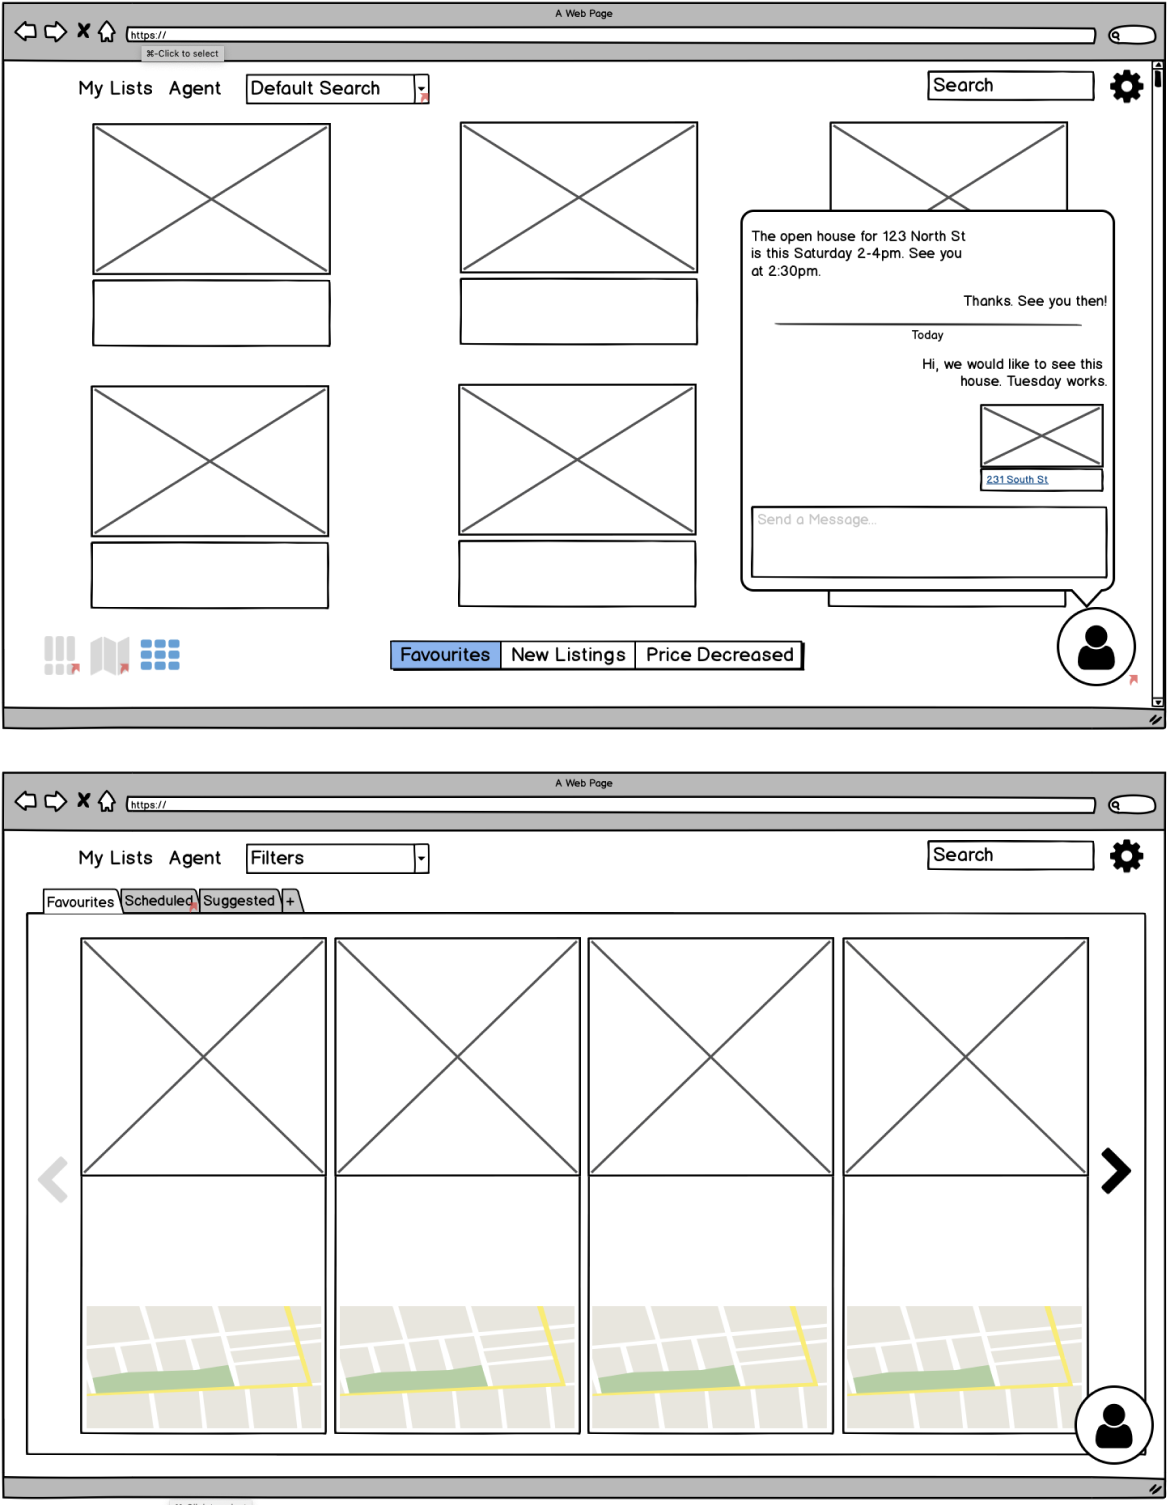 A Web Page
https://
⌘-Click to select
My Lists Agent Default Search Search
The open house for 123 North St
is this Saturday 2-4pm. See you
at 2:30pm.
Thanks. See you then!
Today
Hi, we would like to see this
house. Tuesday works.
231 South St
Send a Message...
Favourites New Listings Price Decreased
A Web Page
https://
My Lists Agent Filters Search
Favourites Scheduled Suggested +